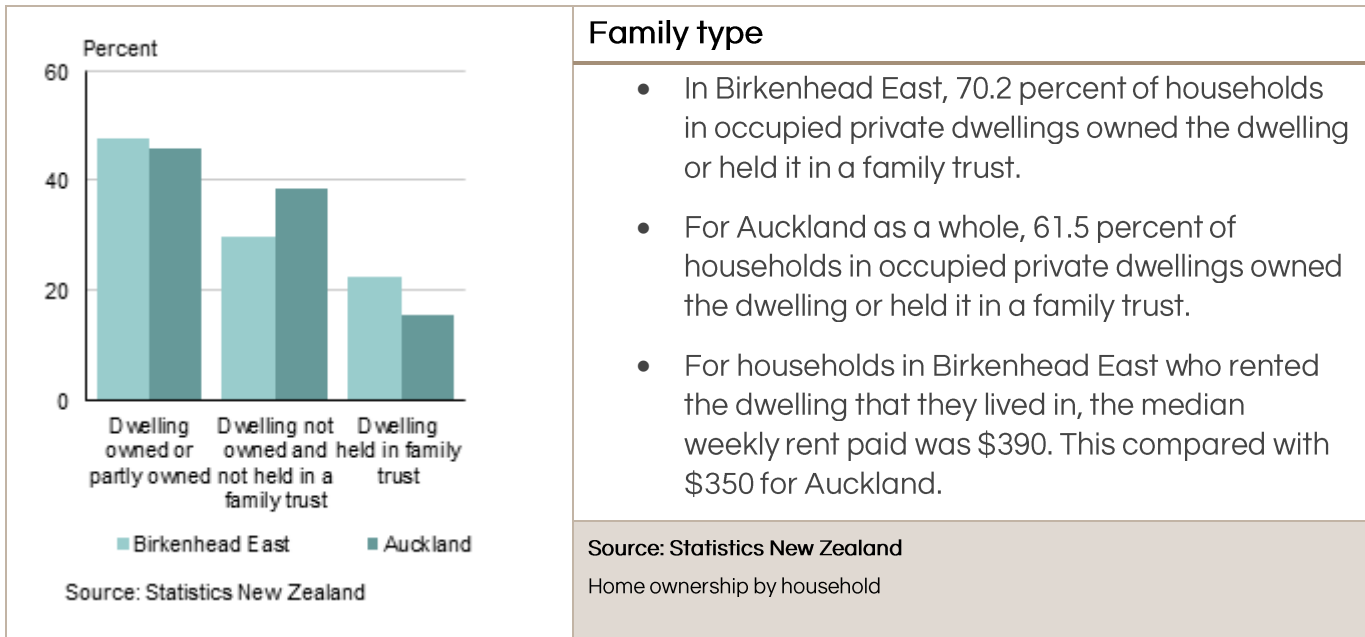 Percent
60
40
20
0
Dwelling owned or partly owned
Dwelling not owned and not held in a family trust
Dwelling held in family trust
Birkenhead East
Auckland
Source: Statistics New Zealand
Family type
• In Birkenhead East, 70.2 percent of households
in occupied private dwellings owned the dwelling
or held it in a family trust.
• For Auckland as a whole, 61.5 percent of
households in occupied private dwellings owned
the dwelling or held it in a family trust.
• For households in Birkenhead East who rented
the dwelling that they lived in, the median
weekly rent paid was $390. This compared with
$350 for Auckland.
Source: Statistics New Zealand
Home ownership by household